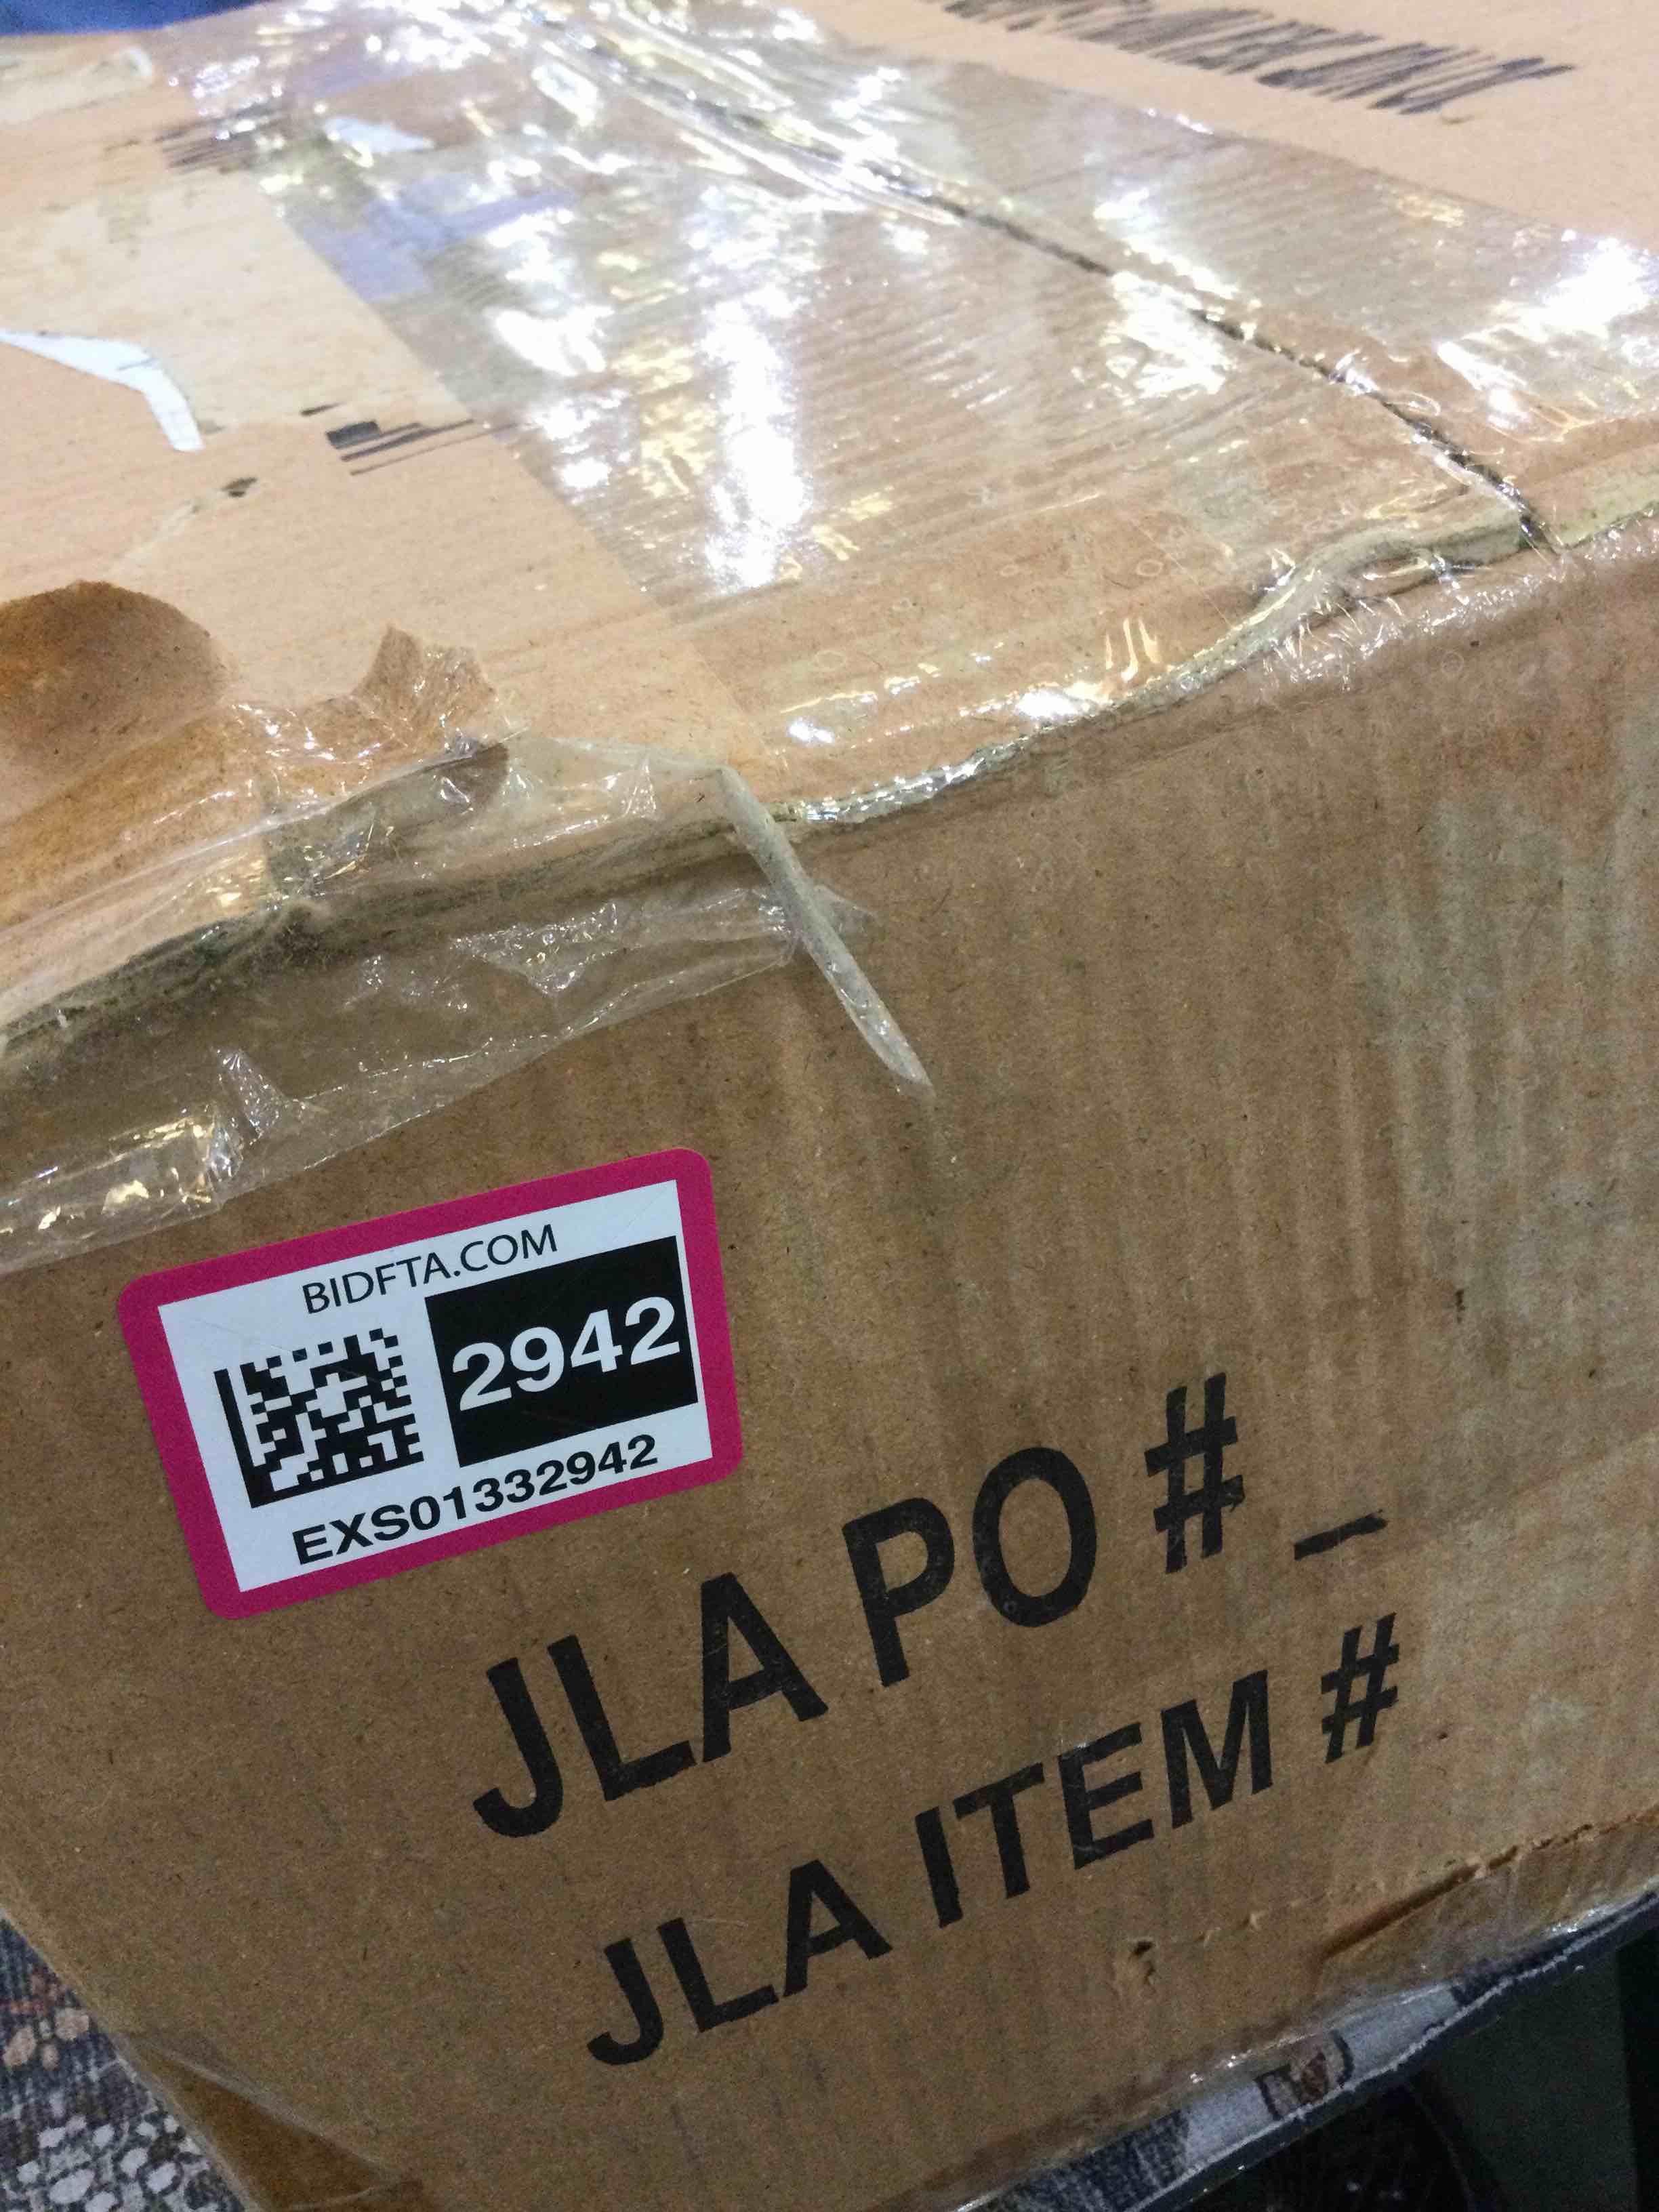 BIDFTA.COM
2942
EXS01332942
JLA PO # _
JLA ITEM #